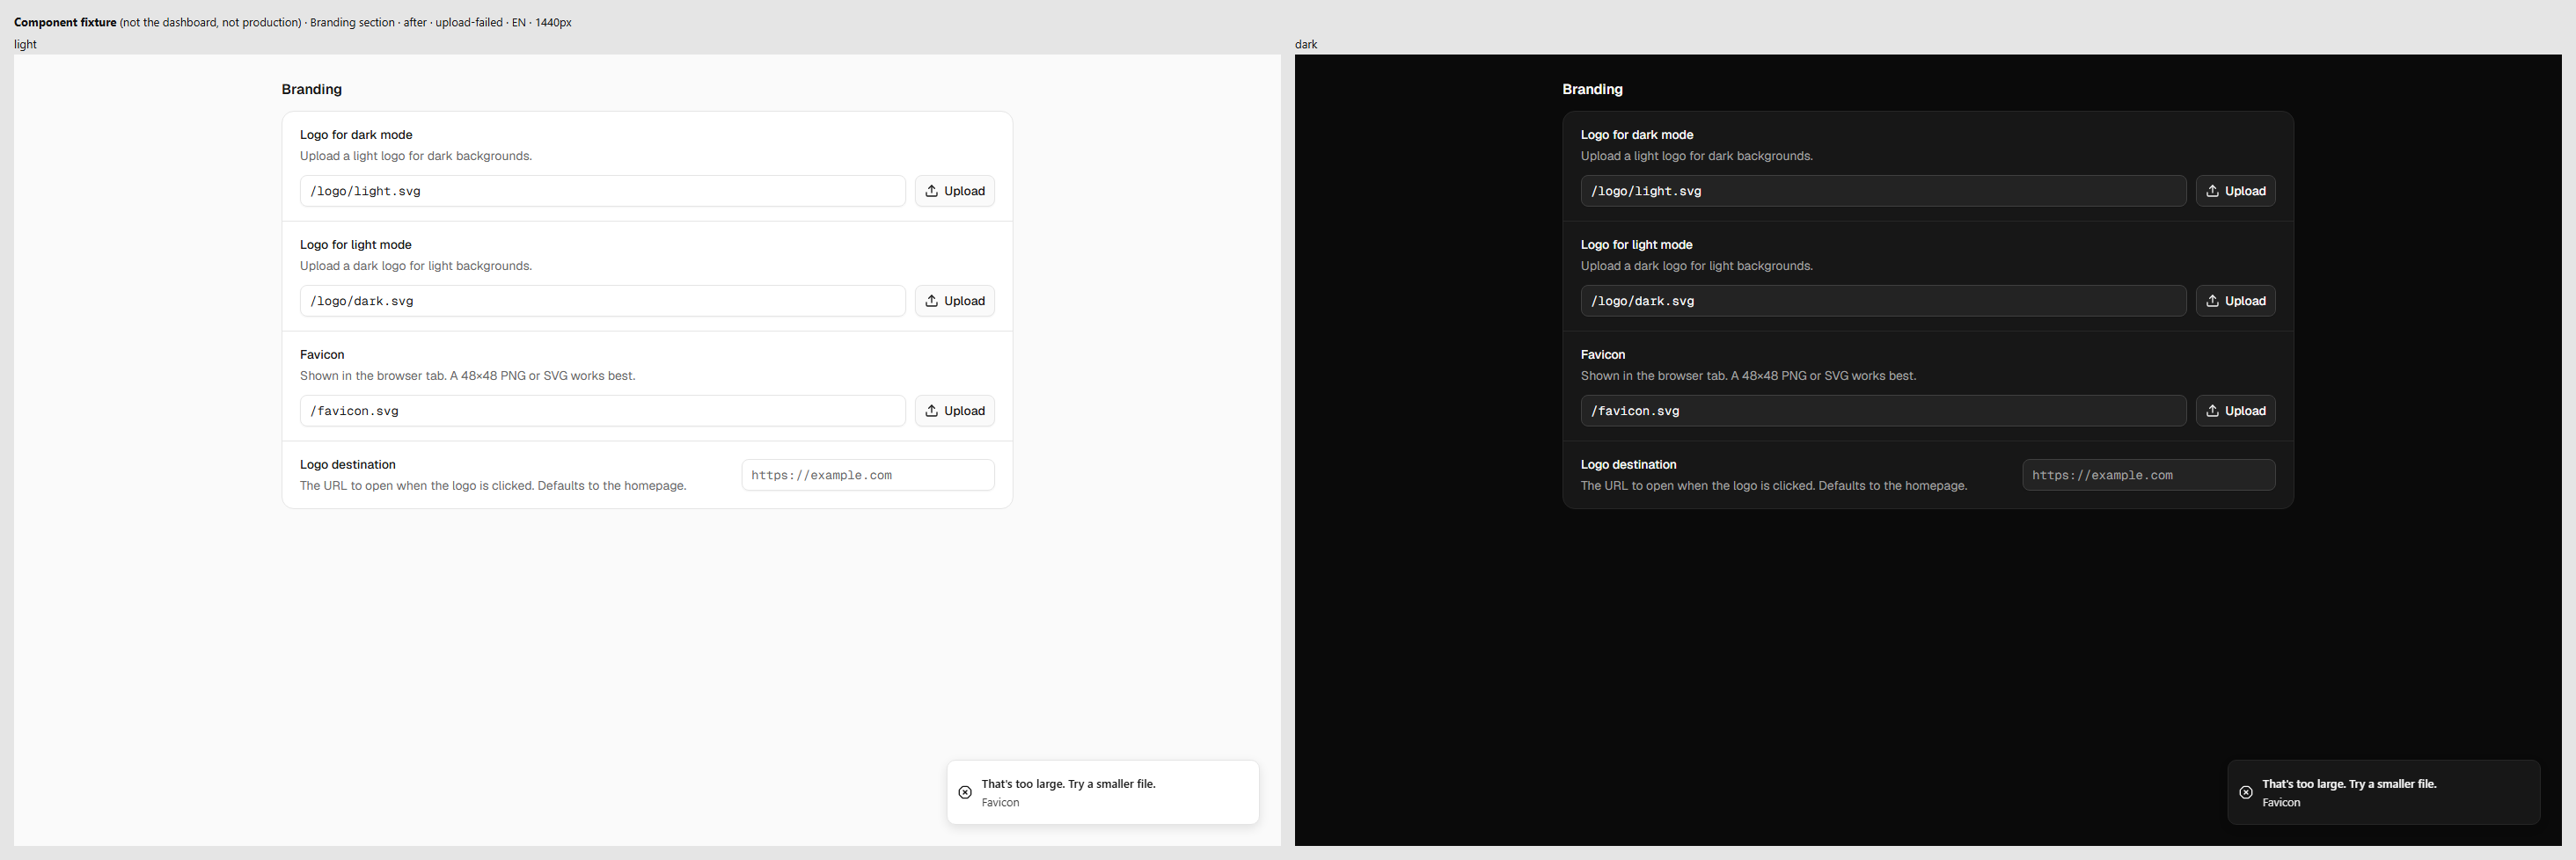 Component fixture (not the dashboard, not production) · Branding section · after · upload-failed · EN · 1440px
light
Branding
Logo for dark mode
Upload a light logo for dark backgrounds.
/logo/light.svg
Upload
Logo for light mode
Upload a dark logo for light backgrounds.
/logo/dark.svg
Upload
Favicon
Shown in the browser tab. A 48×48 PNG or SVG works best.
/favicon.svg
Upload
Logo destination
The URL to open when the logo is clicked. Defaults to the homepage.
https://example.com
That's too large. Try a smaller file.
Favicon
dark
Branding
Logo for dark mode
Upload a light logo for dark backgrounds.
/logo/light.svg
Upload
Logo for light mode
Upload a dark logo for light backgrounds.
/logo/dark.svg
Upload
Favicon
Shown in the browser tab. A 48×48 PNG or SVG works best.
/favicon.svg
Upload
Logo destination
The URL to open when the logo is clicked. Defaults to the homepage.
https://example.com
That's too large. Try a smaller file.
Favicon